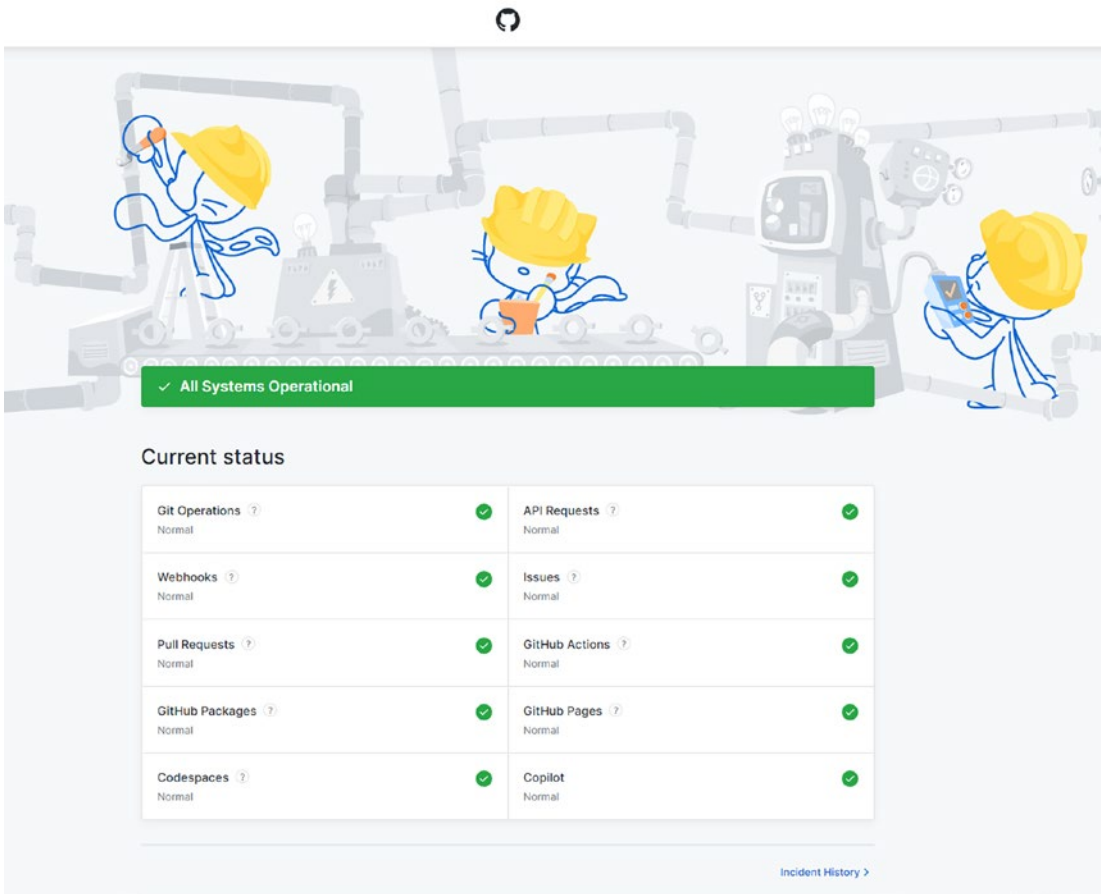 All Systems Operational
Current status
Git Operations ?
Normal
API Requests ?
Normal
Webhooks ?
Normal
Issues ?
Normal
Pull Requests ?
Normal
GitHub Actions ?
Normal
GitHub Packages ?
Normal
GitHub Pages ?
Normal
Codespaces ?
Normal
Copilot
Normal
Incident History >